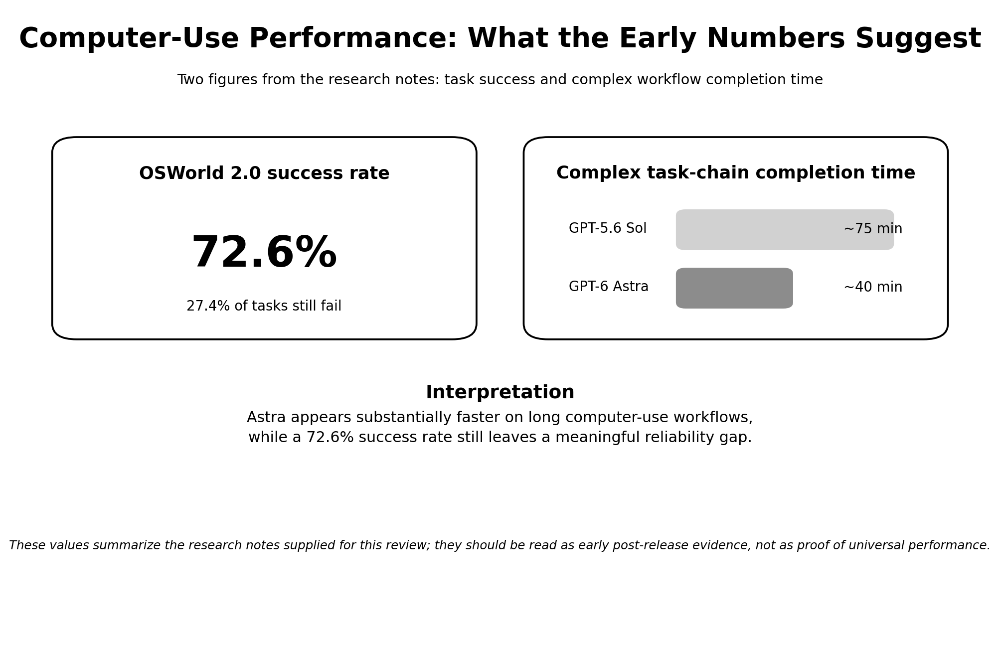 Computer-Use Performance: What the Early Numbers Suggest
Two figures from the research notes: task success and complex workflow completion time
OSWorld 2.0 success rate
72.6%
27.4% of tasks still fail
Complex task-chain completion time
GPT-5.6 Sol ~75 min
GPT-6 Astra ~40 min
Interpretation
Astra appears substantially faster on long computer-use workflows,
while a 72.6% success rate still leaves a meaningful reliability gap.
These values summarize the research notes supplied for this review; they should be read as early post-release evidence, not as proof of universal performance.